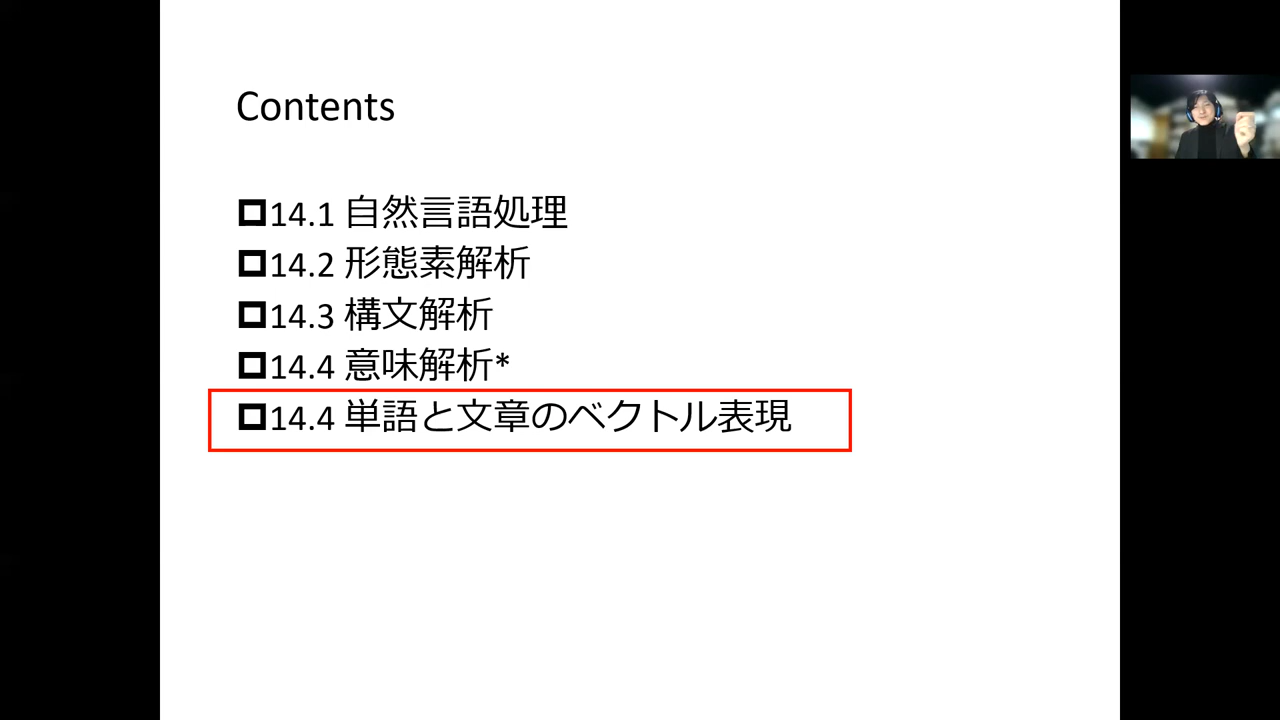 Contents
14.1 自然言語処理
14.2 形態素解析
14.3 構文解析
14.4 意味解析*
14.4 単語と文章のベクトル表現